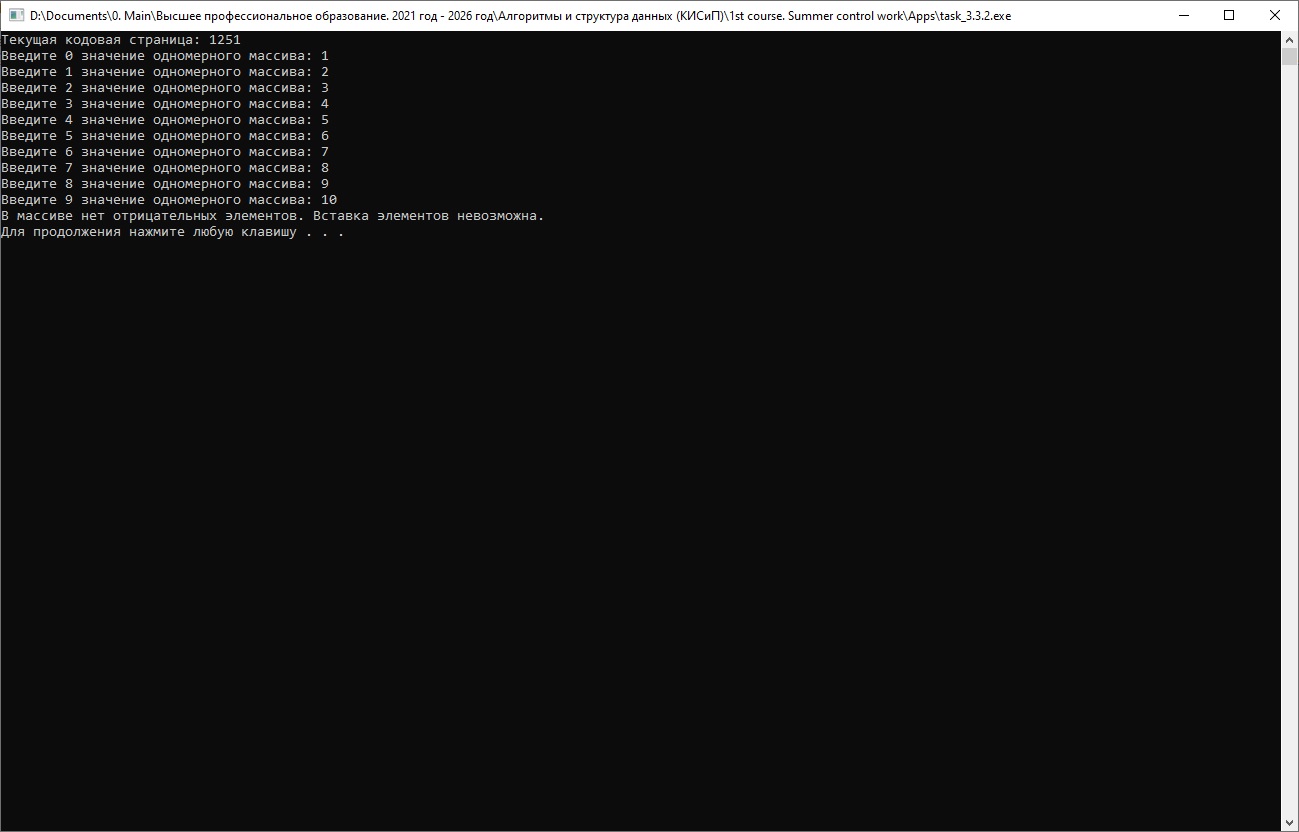 D:\Documents\0. Main\Высшее профессиональное образование. 2021 год - 2026 год\Алгоритмы и структура данных (КИСиП)\1st course. Summer control work\Apps\task_3.3.2.exe
Текущая кодовая страница: 1251
Введите 0 значение одномерного массива: 1
Введите 1 значение одномерного массива: 2
Введите 2 значение одномерного массива: 3
Введите 3 значение одномерного массива: 4
Введите 4 значение одномерного массива: 5
Введите 5 значение одномерного массива: 6
Введите 6 значение одномерного массива: 7
Введите 7 значение одномерного массива: 8
Введите 8 значение одномерного массива: 9
Введите 9 значение одномерного массива: 10
В массиве нет отрицательных элементов. Вставка элементов невозможна.
Для продолжения нажмите любую клавишу . . .